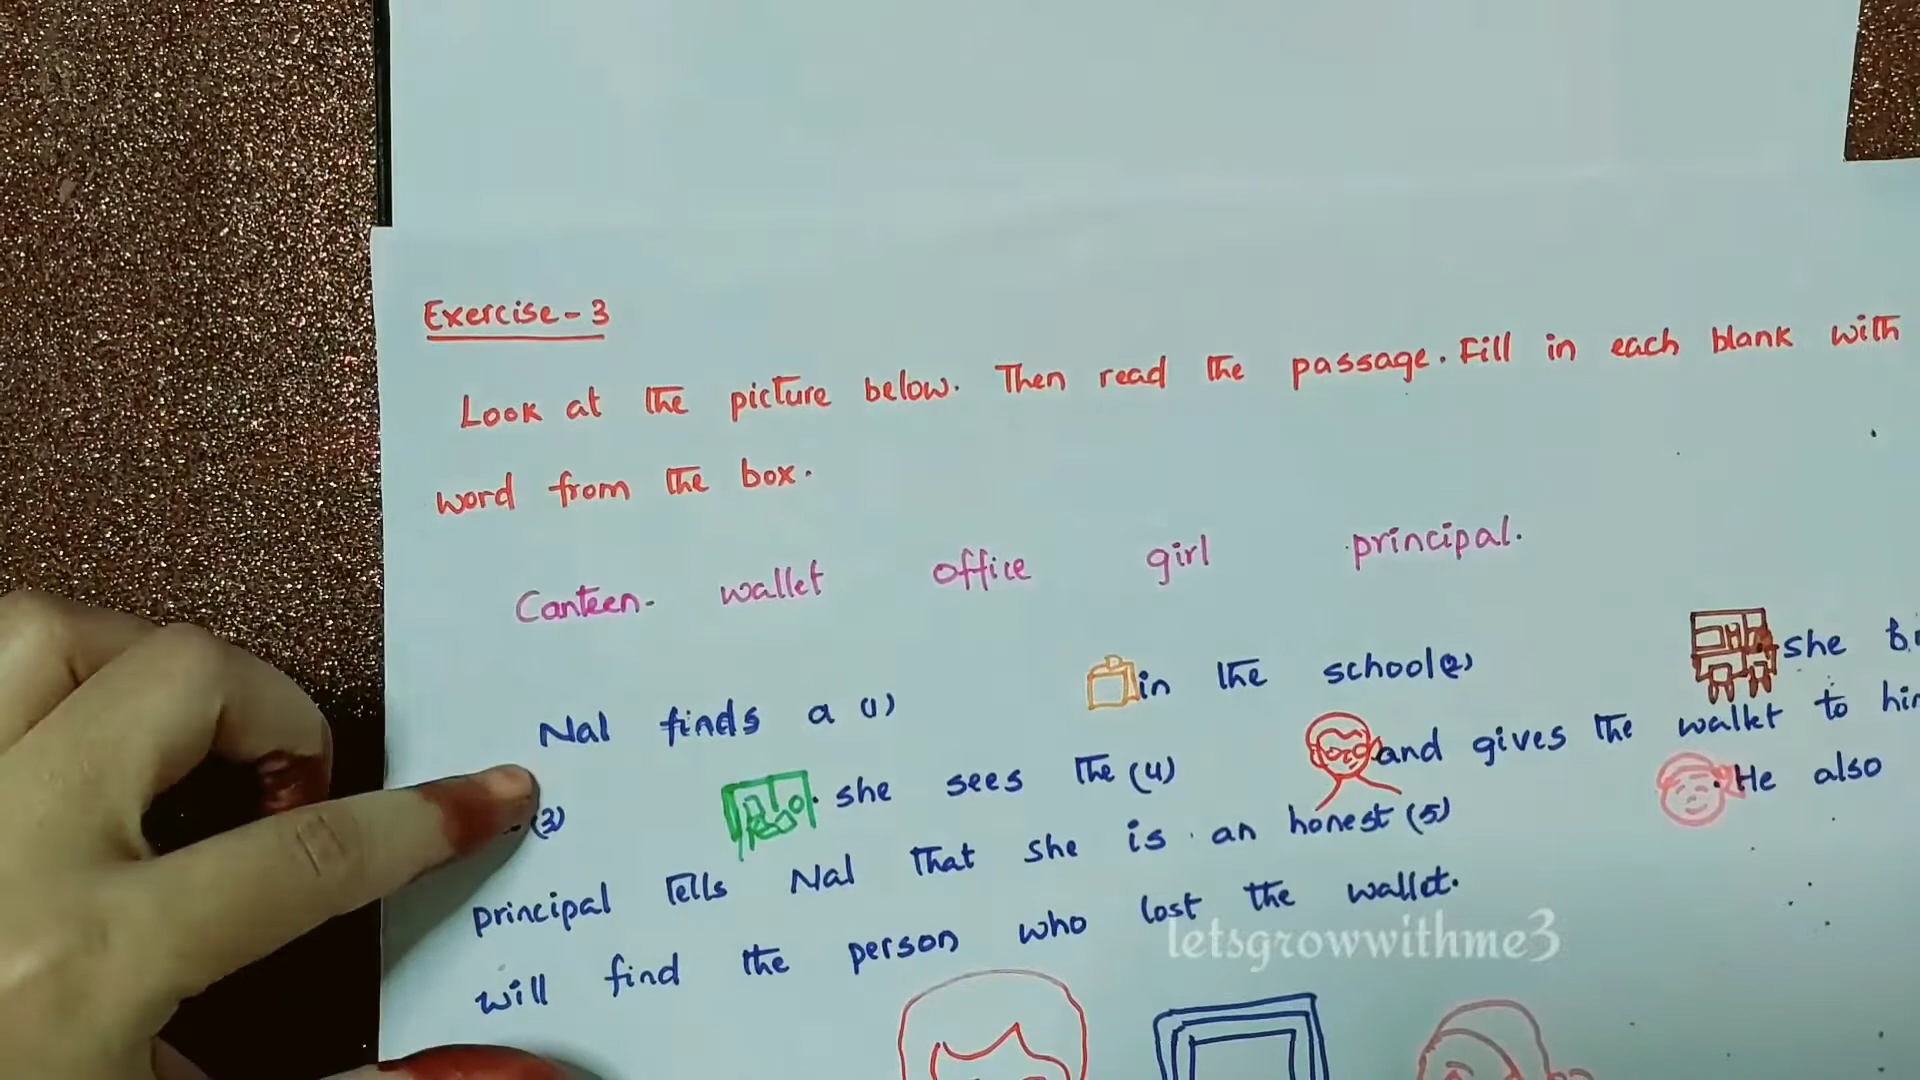 Exercise-3
Look at the picture below. Then read the passage. Fill in each blank with
word from the box.
Canteen. wallet office girl principal.
Nal finds a (1) in the school(2) she
(3) . she sees the (4) and gives the wallet to
principal tells Nal that she is an honest (5) . He also
will find the person who lost the wallet.
letsgrowwithme3